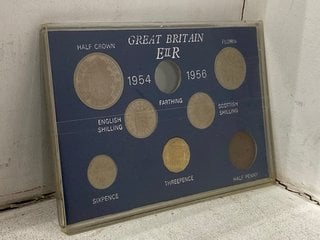 GREAT BRITAIN
EIIR
HALF CROWN
FLORIN
1954
1956
FARTHING
ENGLISH
SHILLING
SCOTTISH
SHILLING
SIXPENCE
THREEPENCE
HALF PENNY